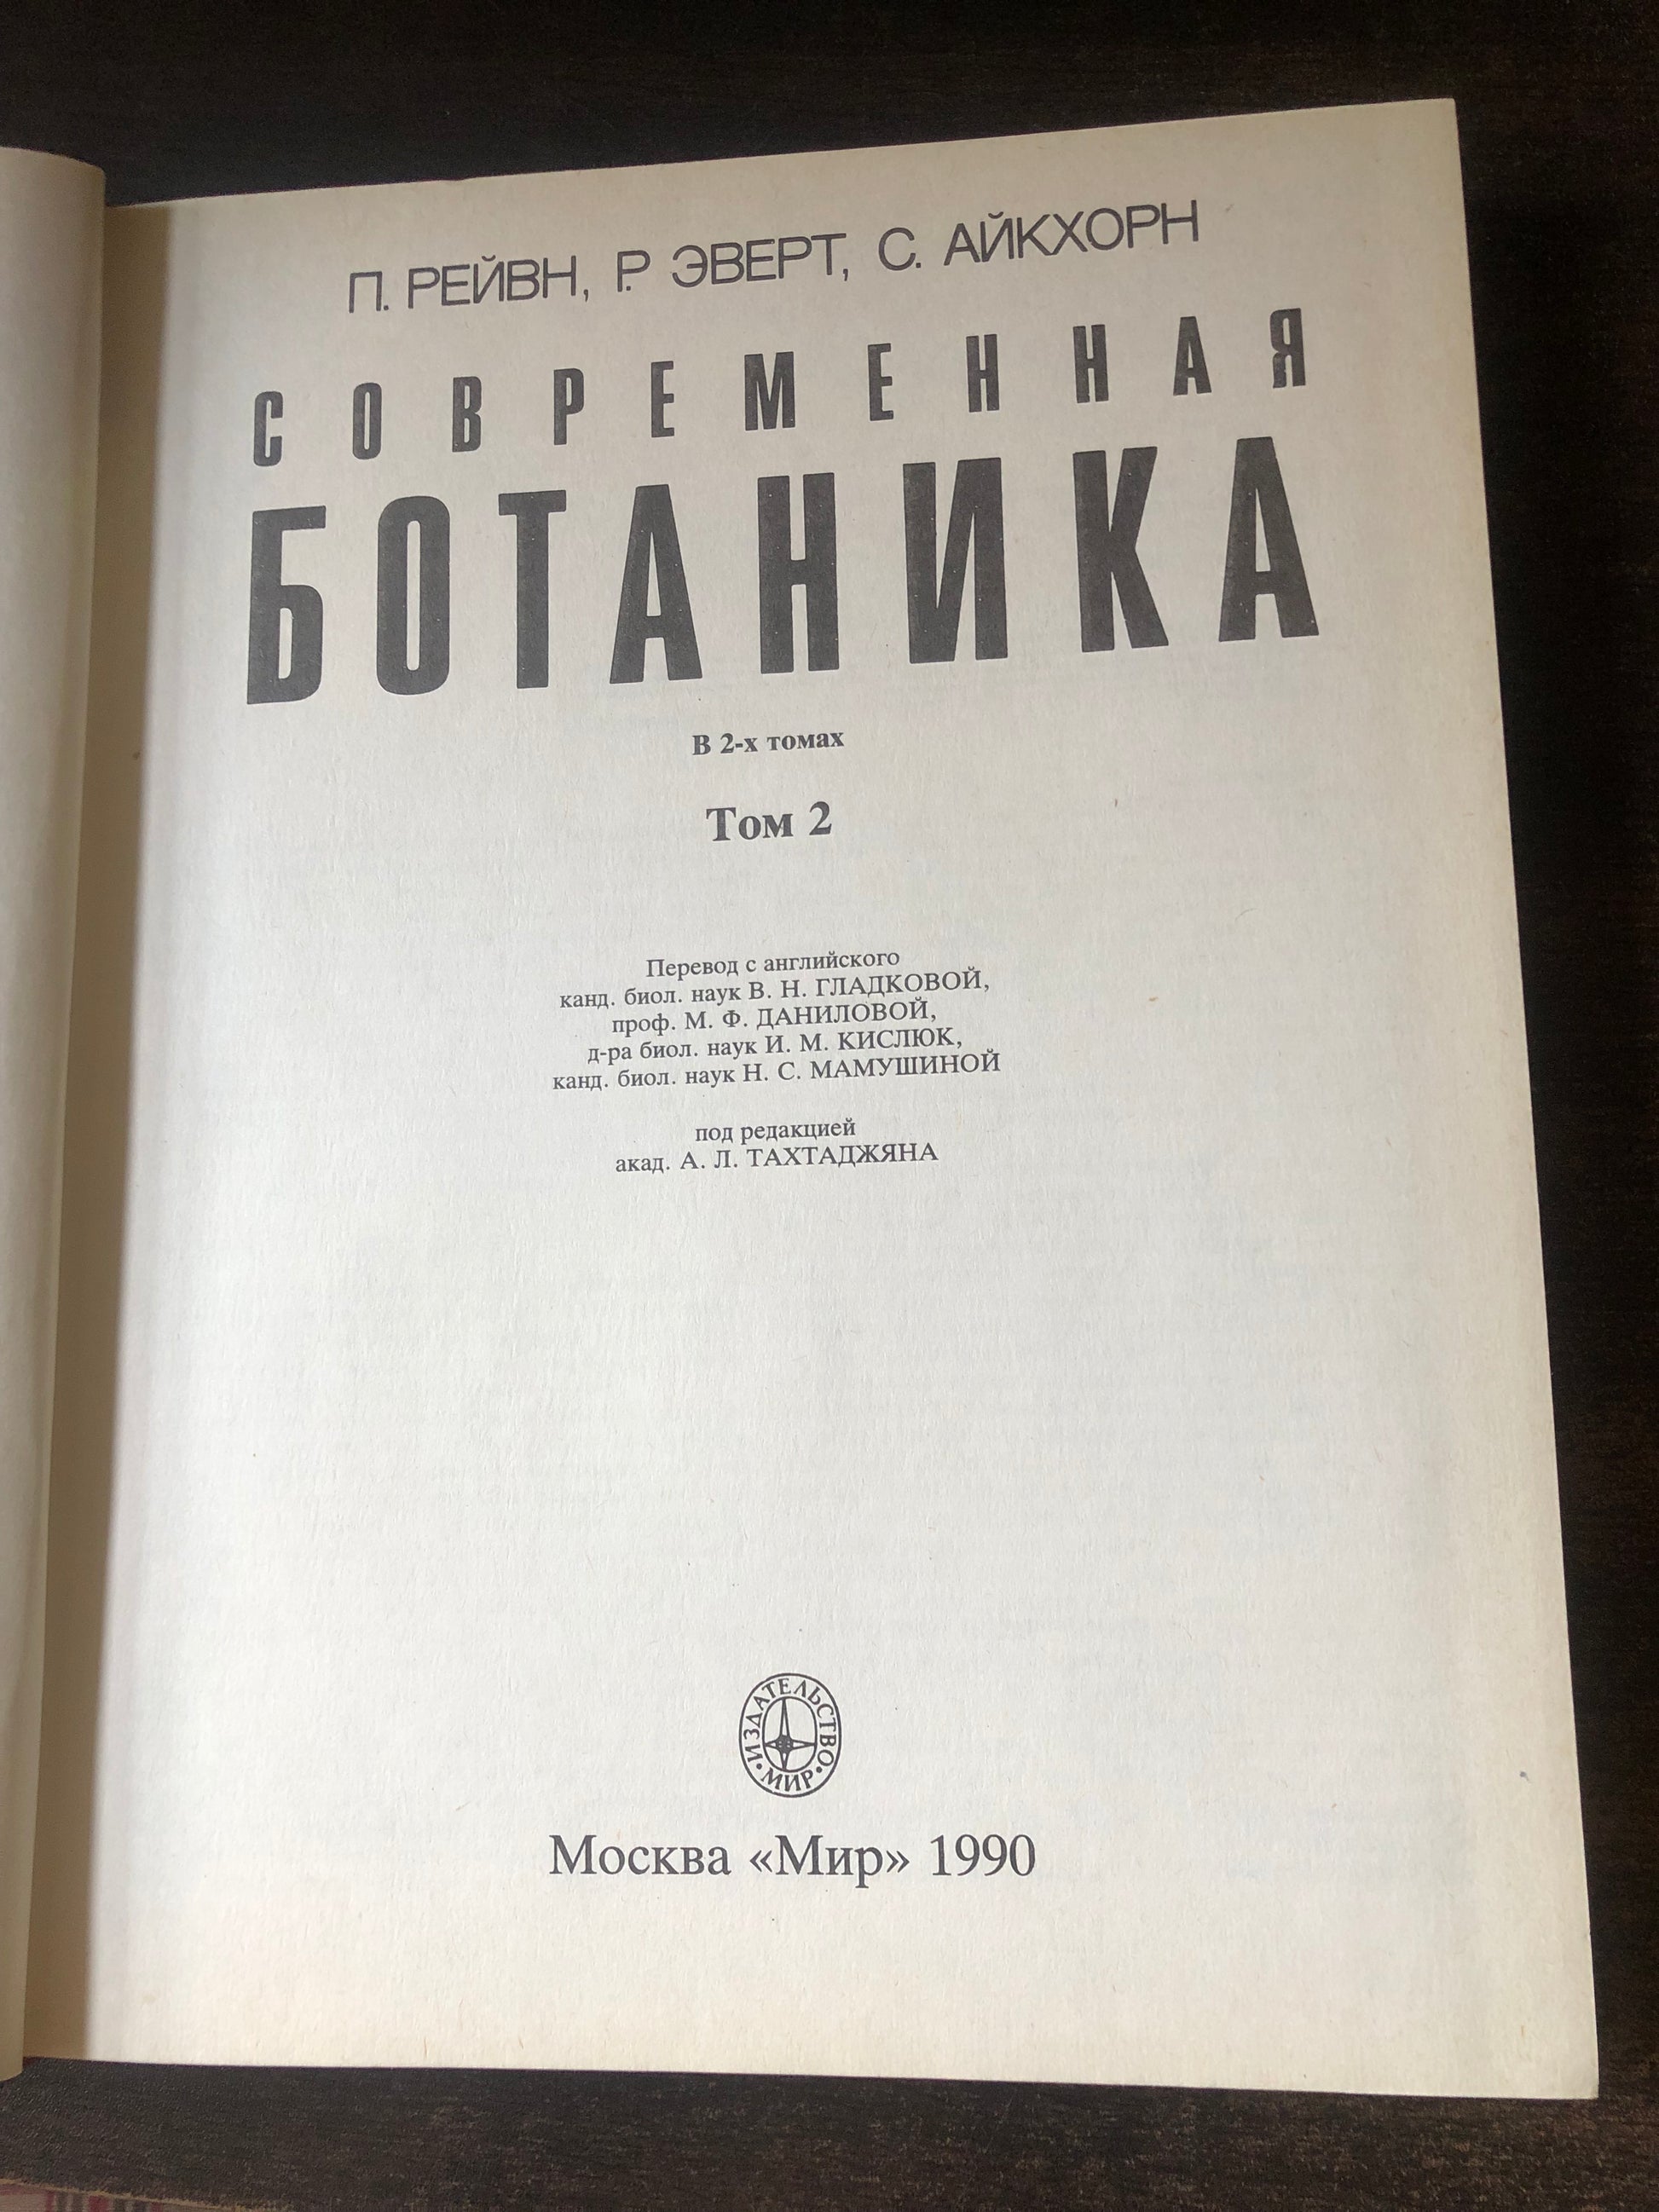 П. РЕЙВН, Р. ЭВЕРТ, С. АЙКХОРН
СОВРЕМЕННАЯ
БОТАНИКА
В 2-х томах
Том 2
Перевод с английского
канд. биол. наук В. Н. ГЛАДКОВОЙ,
проф. М. Ф. ДАНИЛОВОЙ,
д-ра биол. наук И. М. КИСЛЮК,
канд. биол. наук Н. С. МАМУШИНОЙ
под редакцией
акад. А. Л. ТАХТАДЖЯНА
ИЗДАТЕЛЬСТВО
• МИР •
Москва «Мир» 1990